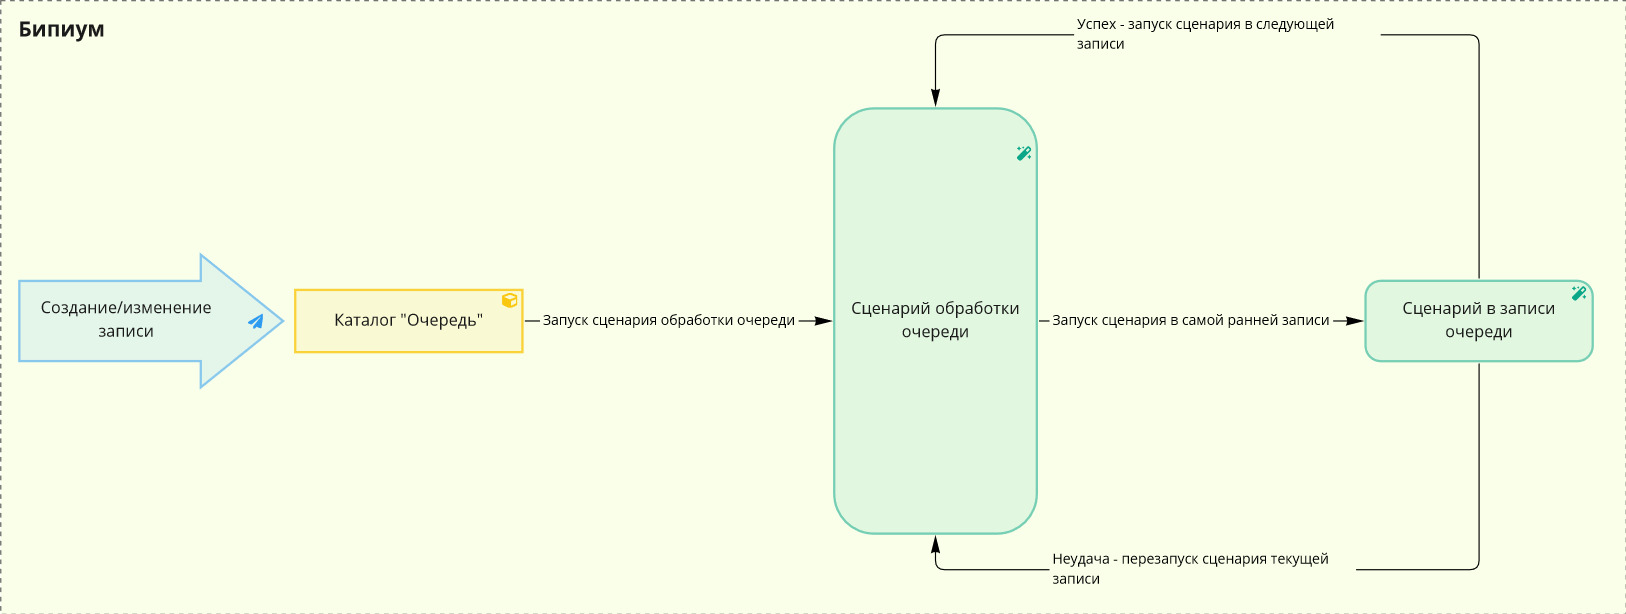 Бипиум
Успех - запуск сценария в следующей
записи
Создание/изменение
записи
Каталог "Очередь"
Запуск сценария обработки очереди
Сценарий обработки
очереди
Запуск сценария в самой ранней записи
Сценарий в записи
очереди
Неудача - перезапуск сценария текущей
записи